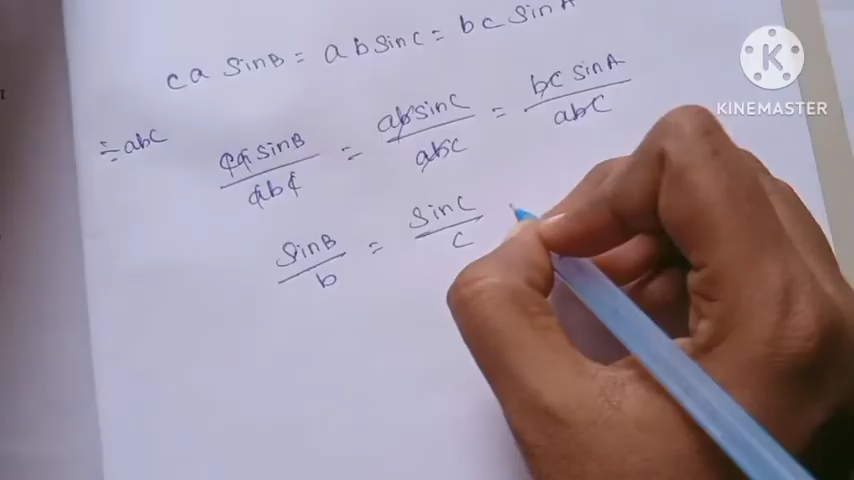 ca sinB = ab sinC = bc sinA
÷abc  ca sinB / abc = ab sinC / abc = bc sinA / abc
sinB / b = sinC / c
K
KINEMASTER